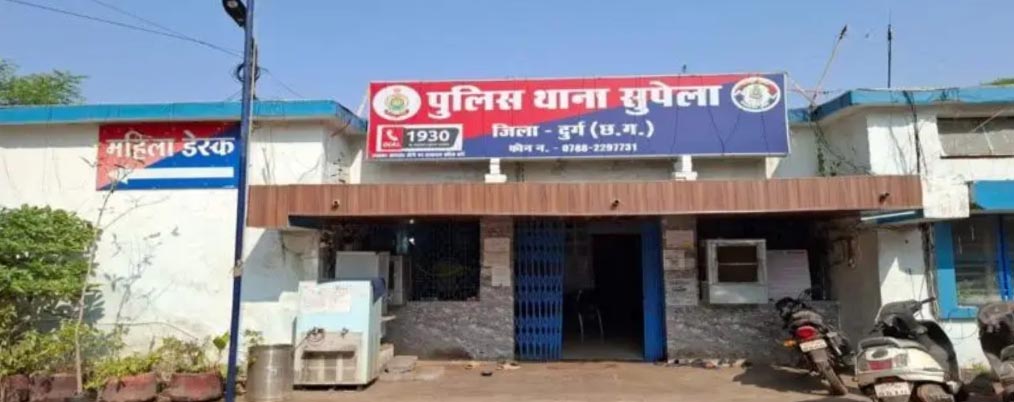 महिला डेस्क
पुलिस थाना सुपेला
जिला - दुर्ग (छ.ग.)
फोन न. - 0788-2297731
1930